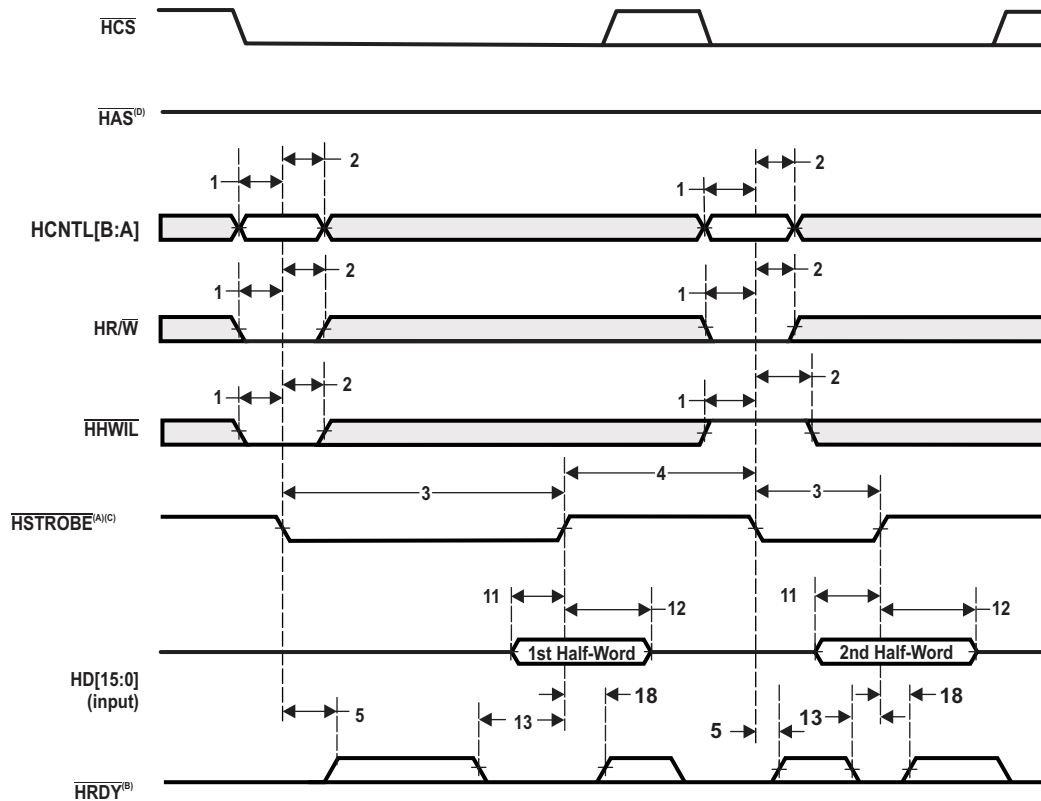 HCS
HAS(D)
2
2
1
1
HCNTL[B:A]
2
2
1
1
HR/W
2
2
1
1
HHWIL
4
3
3
HSTROBE(A)(C)
11
11
12
12
1st Half-Word
2nd Half-Word
HD[15:0]
(input)
18
18
5
13
5
13
HRDY(B)